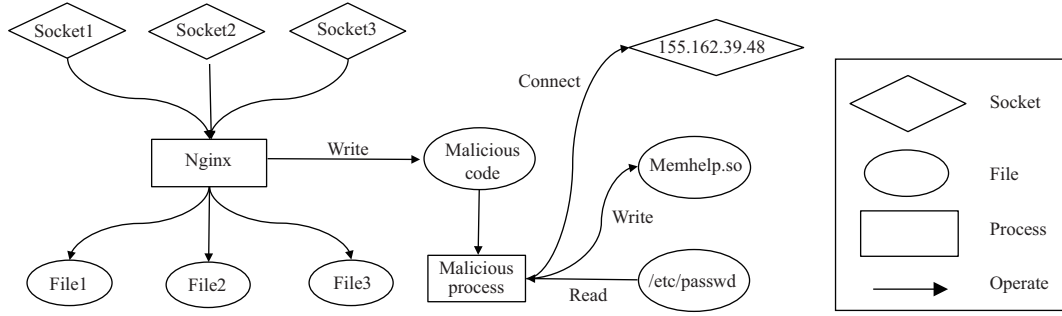 Socket1
Socket2
Socket3
155.162.39.48
Connect
Nginx
Write
Malicious
code
Memhelp.so
Write
File1
File2
File3
Malicious
process
Read
/etc/passwd
Socket
File
Process
Operate